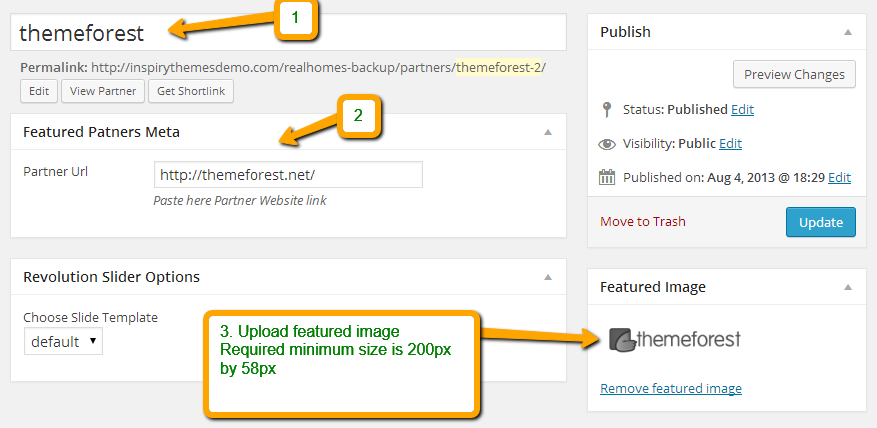 1
themeforest
Permalink: http://inspirythemesdemo.com/realhomes-backup/partners/themeforest-2/
Edit View Partner Get Shortlink
2
Featured Patners Meta
Partner Url http://themeforest.net/
Paste here Partner Website link
Revolution Slider Options
Choose Slide Template
default
3. Upload featured image
Required minimum size is 200px
by 58px
Publish
Preview Changes
Status: Published Edit
Visibility: Public Edit
Published on: Aug 4, 2013 @ 18:29 Edit
Move to Trash Update
Featured Image
themeforest
Remove featured image